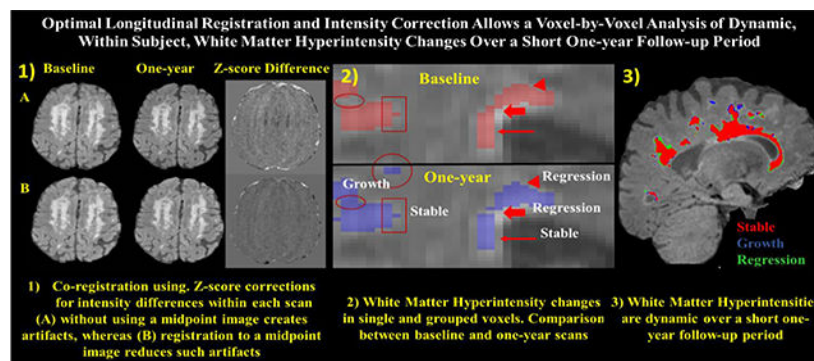 Optimal Longitudinal Registration and Intensity Correction Allows a Voxel-by-Voxel Analysis of Dynamic,
Within Subject, White Matter Hyperintensity Changes Over a Short One-year Follow-up Period
1)
Baseline One-year Z-score Difference
A
B
1) Co-registration using. Z-score corrections
for intensity differences within each scan
(A) without using a midpoint image creates
artifacts, whereas (B) registration to a midpoint
image reduces such artifacts
2)
Baseline
One-year
Growth
Stable
Regression
Regression
Stable
2) White Matter Hyperintensity changes
in single and grouped voxels. Comparison
between baseline and one-year scans
3)
Stable
Growth
Regression
3) White Matter Hyperintensitie
are dynamic over a short one-
year follow-up period